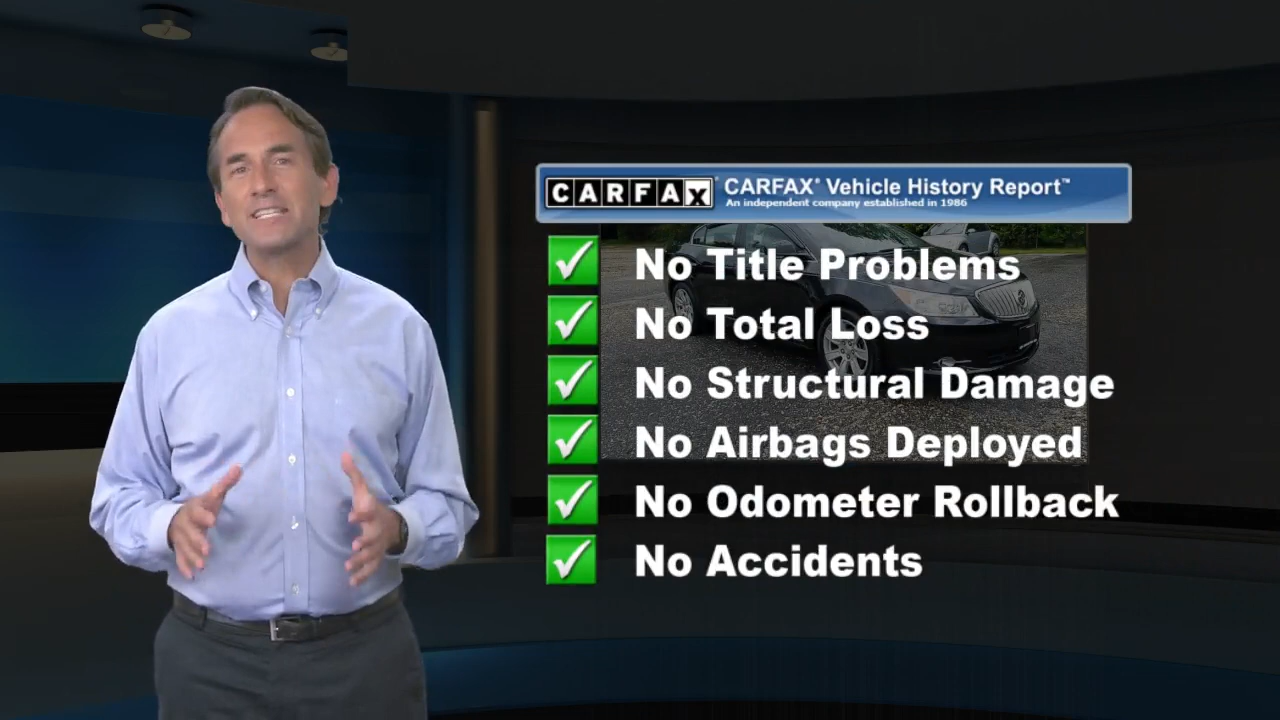 CARFAX CARFAX® Vehicle History Report™
An independent company established in 1986
No Title Problems
No Total Loss
No Structural Damage
No Airbags Deployed
No Odometer Rollback
No Accidents